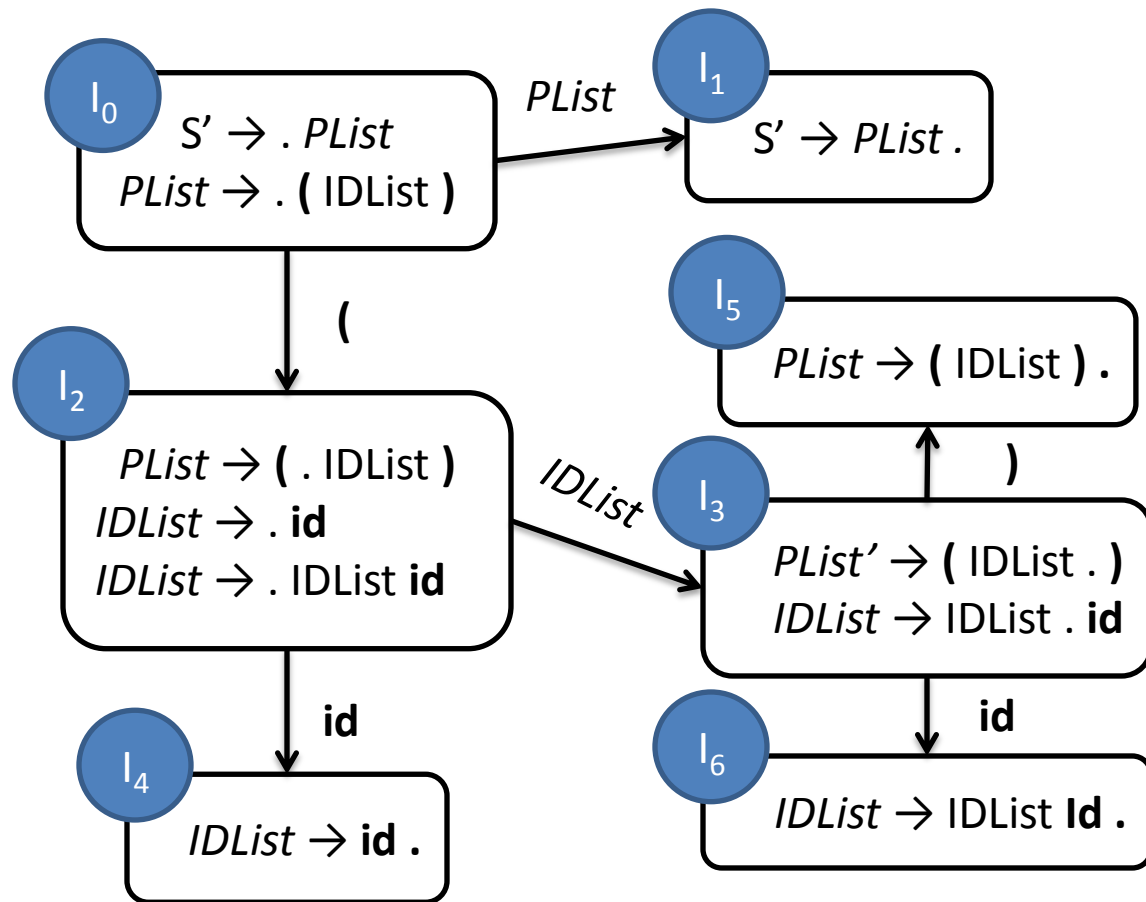 I0
S’ → . PList
PList → . ( IDList )
PList
I1
S’ → PList .
(
I2
PList → ( . IDList )
IDList → . id
IDList → . IDList id
IDList
I3
PList’ → ( IDList . )
IDList → IDList . id
)
I5
PList → ( IDList ) .
id
I4
IDList → id .
id
I6
IDList → IDList Id .